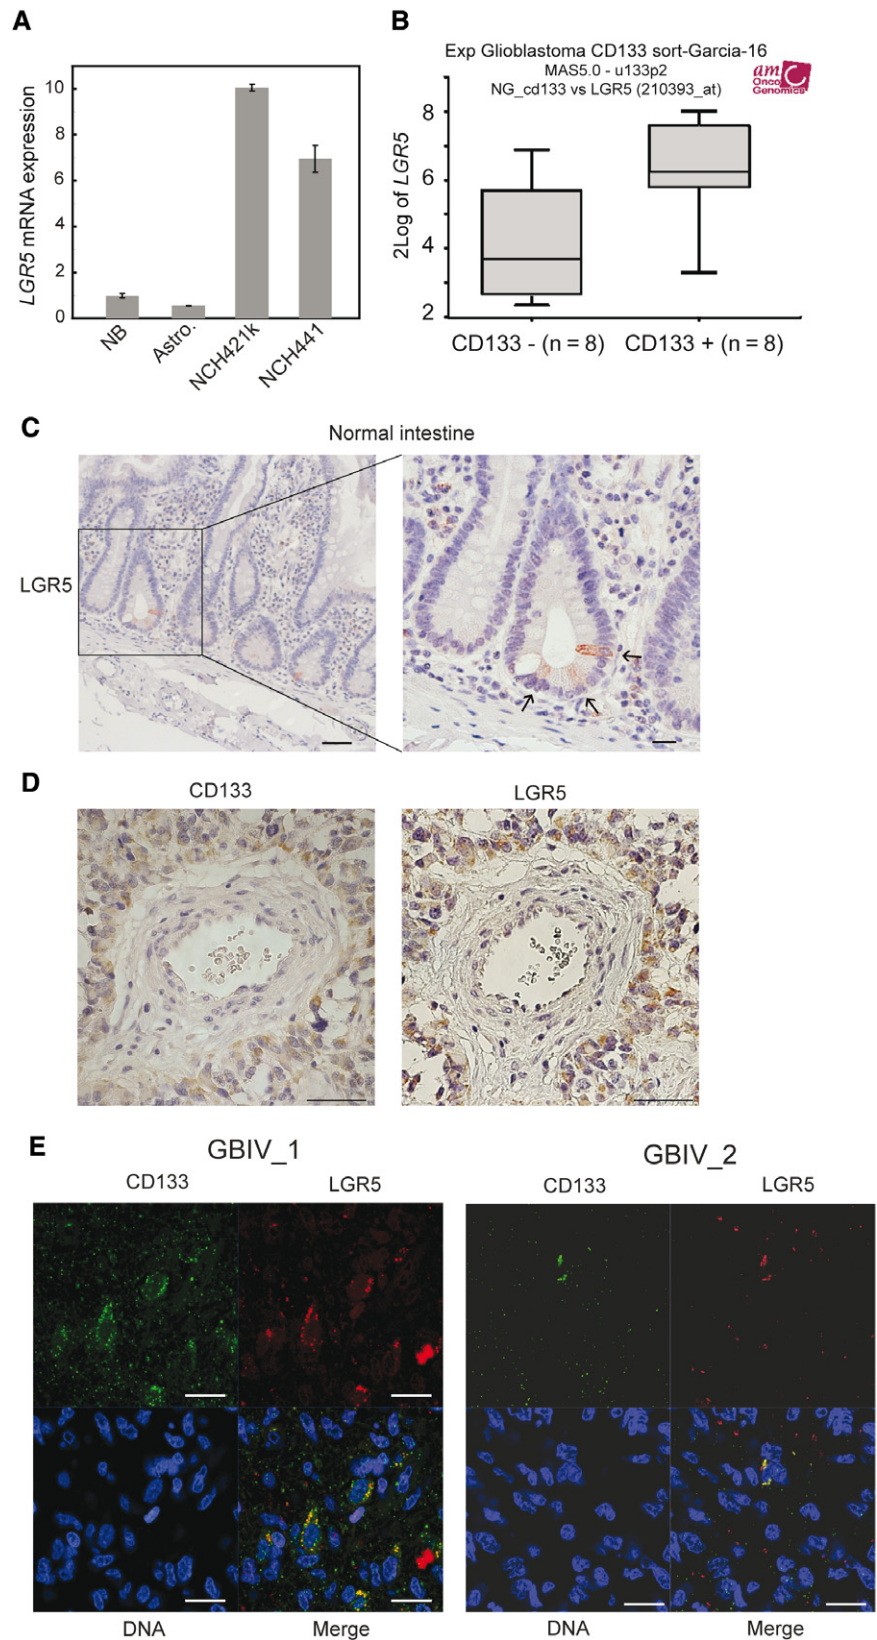 A
LGR5 mRNA expression
10
8
6
4
2
0
NB
Astro.
NCH421k
NCH441
B
Exp Glioblastoma CD133 sort-Garcia-16
MAS5.0 - u133p2
NG_cd133 vs LGR5 (210393_at)
am C
Onco
Genomics
2Log of LGR5
8
6
4
2
CD133 - (n = 8)
CD133 + (n = 8)
C
Normal intestine
LGR5
D
CD133
LGR5
E
GBIV_1
GBIV_2
CD133
LGR5
CD133
LGR5
DNA
Merge
DNA
Merge